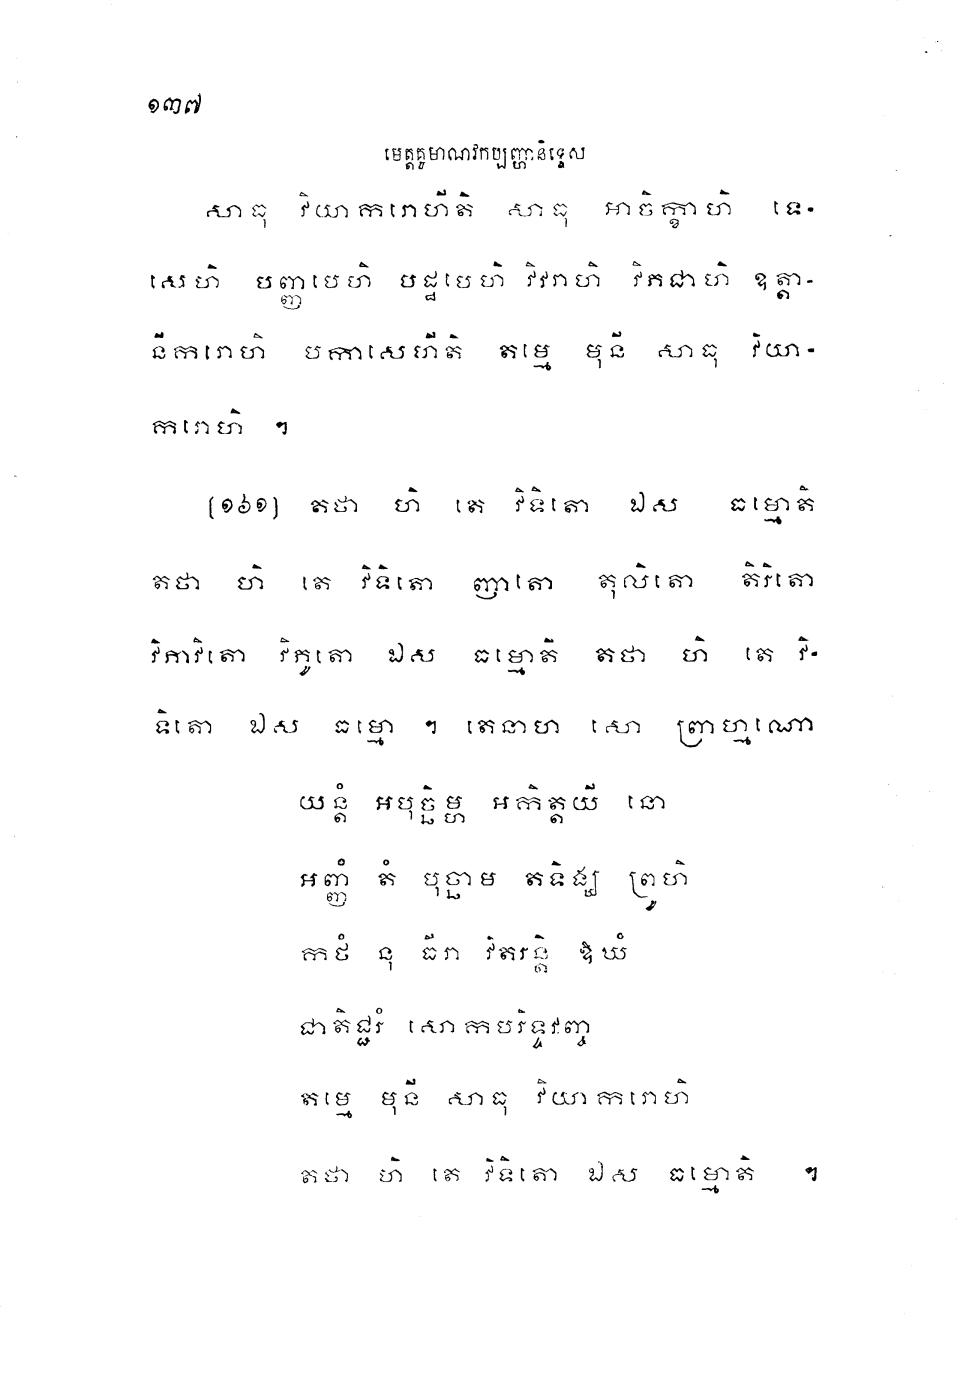 ១៣៧
មេត្តគូមាណវកប្បញ្ហានិទ្ទេស
សាធុ វិយាករោហីតិ សាធុ អាចិក្ខាហិ ទេ-
សេហិ បញ្ញាបេហិ បដ្ឋបេហិ វិវរាហិ វិភជាហិ ឧត្តា-
នីករោហិ បកាសេហីតិ តម្មេ មុនី សាធុ វិយា-
ករោហិ ។
(១៦១) តថា ហិ តេ វិទិតោ ឯស ធម្មោតិ
តថា ហិ តេ វិទិតោ ញាតោ តុលិតោ តិរិតោ
វិភាវិតោ វិភូតោ ឯស ធម្មោតិ តថា ហិ តេ វិ-
ទិតោ ឯស ធម្មោ ។ តេនាហ សោ ព្រាហ្មណោ
យន្តំ អបុច្ឆិម្ហ អកិត្តយី នោ
អញ្ញំ តំ បុច្ឆាម តទិង្ឃ ព្រូហិ
កថំ នុ ធីរា វិតរន្តិ ឱឃំ
ជាតិជ្ជរំ សោកបរិទ្ទវញ្ច
តម្មេ មុនី សាធុ វិយាករោហិ
តថា ហិ តេ វិទិតោ ឯស ធម្មោតិ ។